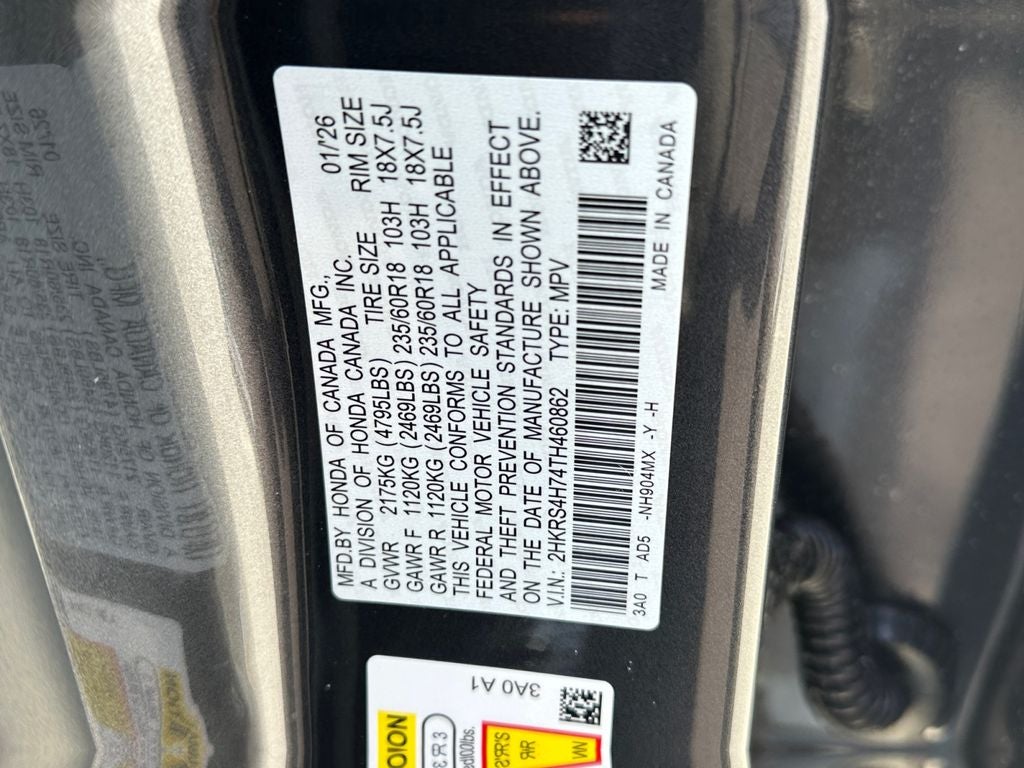 MFD.BY HONDA OF CANADA MFG., 01/26
A DIVISION OF HONDA CANADA INC.
TIRE SIZE RIM SIZE
GVWR 2175KG (4795LBS)
GAWR F 1120KG (2469LBS) 235/60R18 103H 18X7.5J
GAWR R 1120KG (2469LBS) 235/60R18 103H 18X7.5J
THIS VEHICLE CONFORMS TO ALL APPLICABLE
FEDERAL MOTOR VEHICLE SAFETY
AND THEFT PREVENTION STANDARDS IN EFFECT
ON THE DATE OF MANUFACTURE SHOWN ABOVE.
V.I.N.: 2HKRS4H74TH460862 TYPE: MPV
3A0 T AD5 -NH904MX -Y -H MADE IN CANADA
3A0 A1